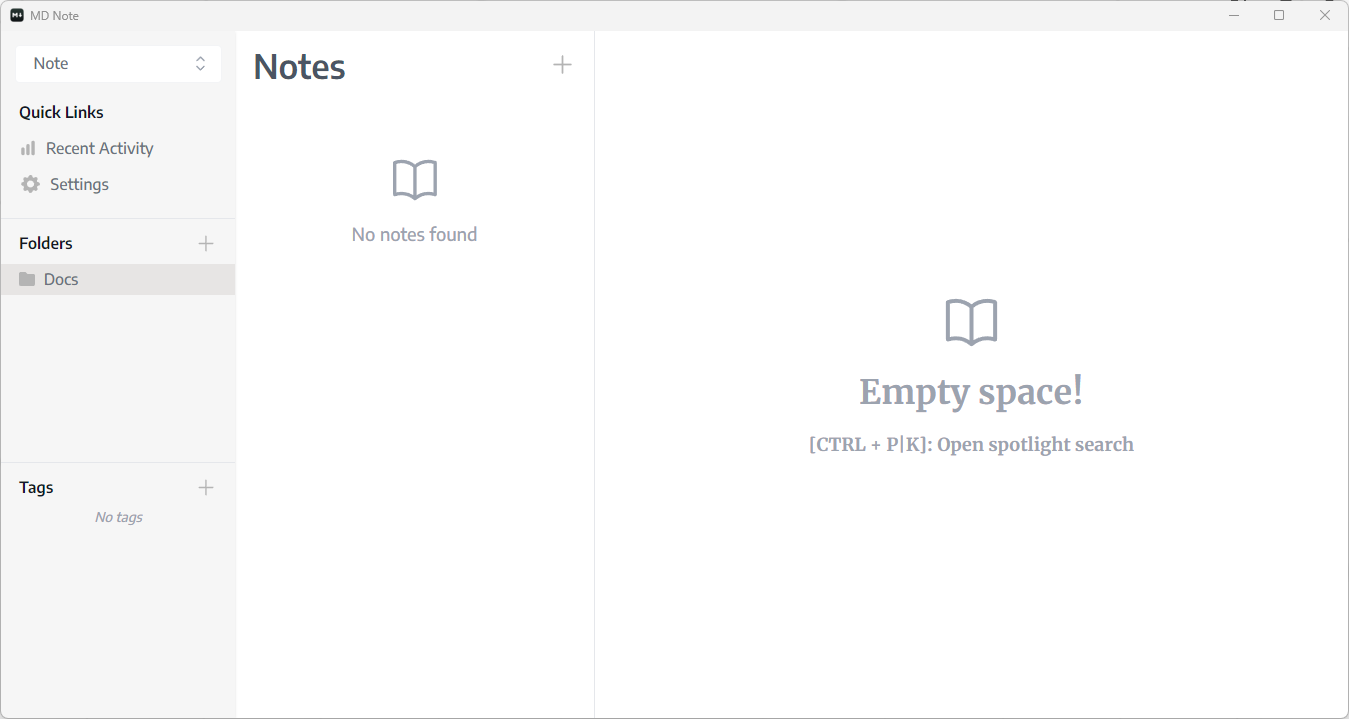 M+ MD Note
Note
Quick Links
Recent Activity
Settings
Folders
Docs
Tags
No tags
Notes
No notes found
Empty space!
[CTRL + P|K]: Open spotlight search